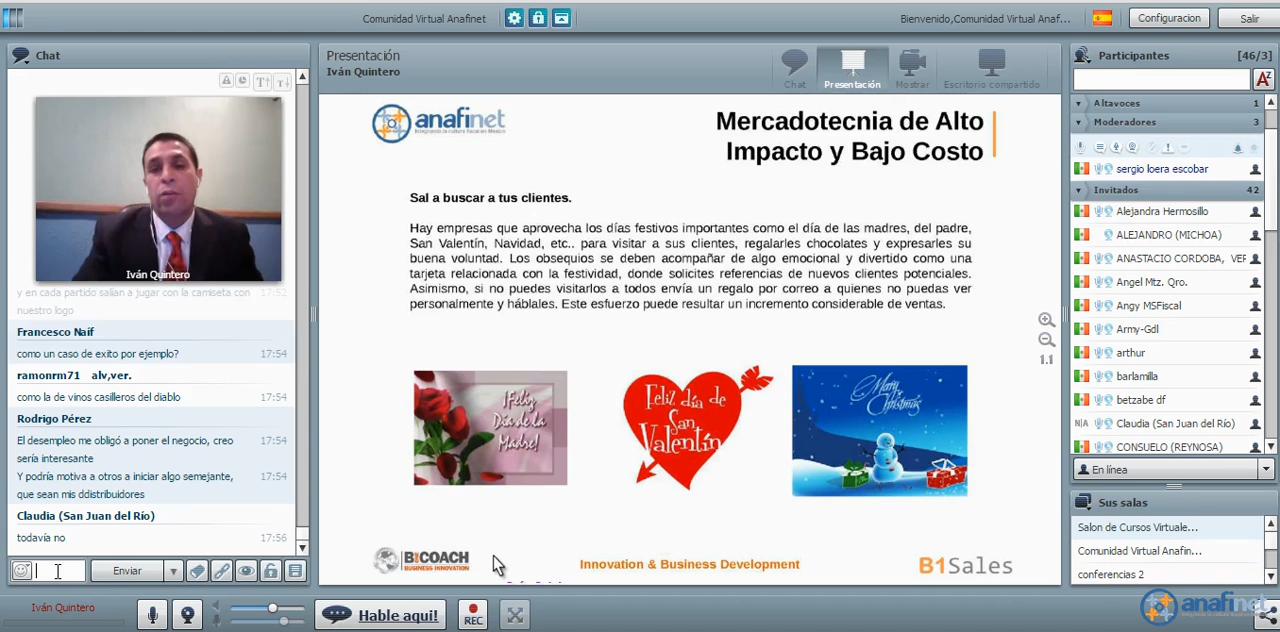 Comunidad Virtual Anafinet
Bienvenido,Comunidad Virtual Anaf...
Configuracion
Salir
Chat
Iván Quintero
y en cada partido salían a jugar con la camiseta con 17:52
nuestro logo
Francesco Naif
como un caso de exito por ejemplo? 17:54
ramonrm71 alv,ver.
como la de vinos casilleros del diablo 17:54
Rodrigo Pérez
El desempleo me obligó a poner el negocio, creo 17:54
sería interesante
Y podría motiva a otros a iniciar algo semejante, 17:54
que sean mis ddistribuidores
Claudia (San Juan del Río)
todavía no 17:56
Enviar
Presentación
Iván Quintero
Chat
Presentación
Mostrar
Escritorio compartido
anafinet
Integrando la cultura fiscal en México
Mercadotecnia de Alto
Impacto y Bajo Costo
Sal a buscar a tus clientes.
Hay empresas que aprovecha los días festivos importantes como el día de las madres, del padre,
San Valentín, Navidad, etc.. para visitar a sus clientes, regalarles chocolates y expresarles su
buena voluntad. Los obsequios se deben acompañar de algo emocional y divertido como una
tarjeta relacionada con la festividad, donde solicites referencias de nuevos clientes potenciales.
Asimismo, si no puedes visitarlos a todos envía un regalo por correo a quienes no puedas ver
personalmente y háblales. Este esfuerzo puede resultar un incremento considerable de ventas.
¡Feliz
Día de la
Madre!
Feliz día de
San
Valentín
Merry
Christmas
B1COACH
BUSINESS INNOVATION
Innovation & Business Development
B1Sales
1.1
Participantes [46/3]
AZ
Altavoces 1
Moderadores 3
sergio loera escobar
Invitados 42
Alejandra Hermosillo
ALEJANDRO (MICHOA)
ANASTACIO CORDOBA, VER
Angel Mtz. Qro.
Angy MSFiscal
Army-Gdl
arthur
barlamilla
betzabe df
N/A Claudia (San Juan del Río)
CONSUELO (REYNOSA)
En línea
Sus salas
Salon de Cursos Virtuale...
Comunidad Virtual Anafin...
conferencias 2
Iván Quintero
Hable aqui!
REC
anafinet